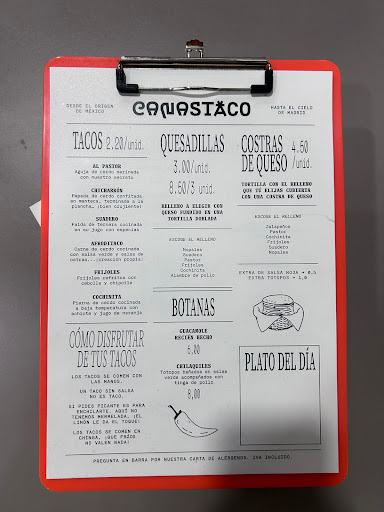 DESDE EL ORIGEN
DE MÉXICO
CANASTACO
HASTA EL CIELO
DE MADRID
TACOS 2.20/unid.
AL PASTOR
Aguja de cerdo marinada
con nuestra receta
CHICHARRÓN
Papada de cerdo confitada
en manteca, terminada a la
plancha… ¡bien crujiente!
SUADERO
Falda de ternera cocinada
en su jugo con especias
AFRODITACO
Carne de cerdo cocinada
con salsa verde y salsa de
ostras...¡creación propia!
FRIJOLES
Frijoles refritos con
cebolla y chipotle
COCHINITA
Pierna de cerdo cocinada
a baja temperatura con
achiote y jugo de naranja
CÓMO DISFRUTAR
DE TUS TACOS
LOS TACOS SE COMEN CON
LAS MANOS.
UN TACO SIN SALSA
NO ES TACO.
SI PIDES PICANTE ES PARA
ENCHILARTE. AQUÍ NO
TENEMOS MERMELADA. ¡EL
LIMÓN LE DA EL TOQUE!
LOS TACOS SE COMEN EN
CHINGA, ¡QUE FRÍOS
NO VALEN NADA!
QUESADILLAS
3.00/unid.
8.50/3 unids.
RELLENO A ELEGIR CON
QUESO FUNDIDO EN UNA
TORTILLA DOBLADA
ESCOGE EL RELLENO
Nopales
Suadero
Pastor
Frijoles
Cochinita
Alambre de pollo
BOTANAS
GUACAMOLE
RECIÉN HECHO
6,00
CHILAQUILES
Totopos bañados en salsa
verde acompañados con
tinga de pollo
8,00
COSTRAS
DE QUESO
4.50
/unid.
TORTILLA CON EL RELLENO
QUE TÚ ELIJAS CUBIERTA
CON UNA COSTRA DE QUESO
ESCOGE EL RELLENO
Jalapeños
Pastor
Cochinita
Frijoles
Suadero
Nopales
EXTRA DE SALSA ROJA + 0,5
EXTRA TOTOPOS + 1,0
PLATO DEL DÍA
PREGUNTA EN BARRA POR NUESTRA CARTA DE ALÉRGENOS. IVA INCLUIDO.